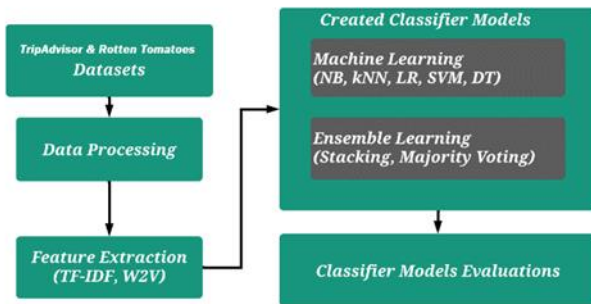 TripAdvisor & Rotten Tomatoes
Datasets
Data Processing
Feature Extraction
(TF-IDF, W2V)
Created Classifier Models
Machine Learning
(NB, kNN, LR, SVM, DT)
Ensemble Learning
(Stacking, Majority Voting)
Classifier Models Evaluations